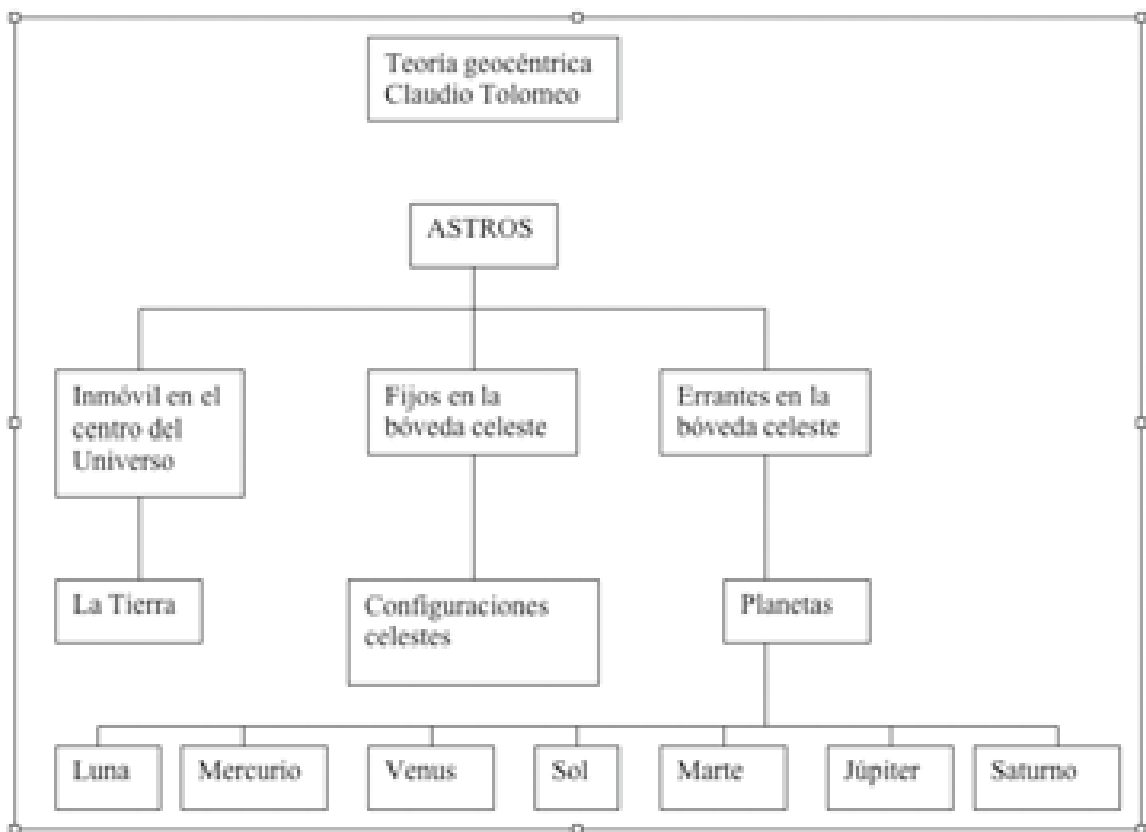 Teoría geocéntrica
Claudio Tolomeo
ASTROS
Inmóvil en el
centro del
Universo
Fijos en la
bóveda celeste
Errantes en la
bóveda celeste
La Tierra
Configuraciones
celestes
Planetas
Luna
Mercurio
Venus
Sol
Marte
Júpiter
Saturno